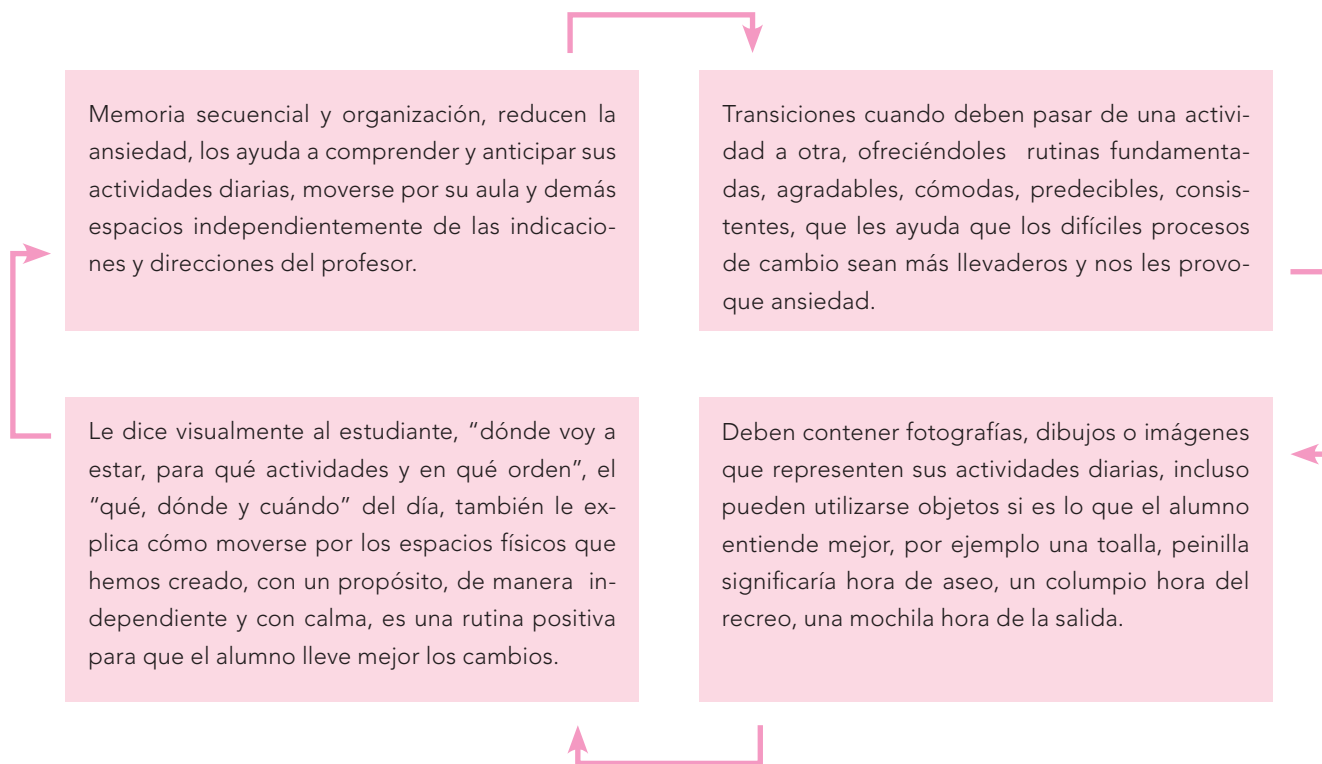 Memoria secuencial y organización, reducen la
ansiedad, los ayuda a comprender y anticipar sus
actividades diarias, moverse por su aula y demás
espacios independientemente de las indicacio-
nes y direcciones del profesor.
Transiciones cuando deben pasar de una activi-
dad a otra, ofreciéndoles rutinas fundamenta-
das, agradables, cómodas, predecibles, consis-
tentes, que les ayuda que los difíciles procesos
de cambio sean más llevaderos y nos les provo-
que ansiedad.
Le dice visualmente al estudiante, “dónde voy a
estar, para qué actividades y en qué orden”, el
“qué, dónde y cuándo” del día, también le ex-
plica cómo moverse por los espacios físicos que
hemos creado, con un propósito, de manera in-
dependiente y con calma, es una rutina positiva
para que el alumno lleve mejor los cambios.
Deben contener fotografías, dibujos o imágenes
que representen sus actividades diarias, incluso
pueden utilizarse objetos si es lo que el alumno
entiende mejor, por ejemplo una toalla, peinilla
significaría hora de aseo, un columpio hora del
recreo, una mochila hora de la salida.